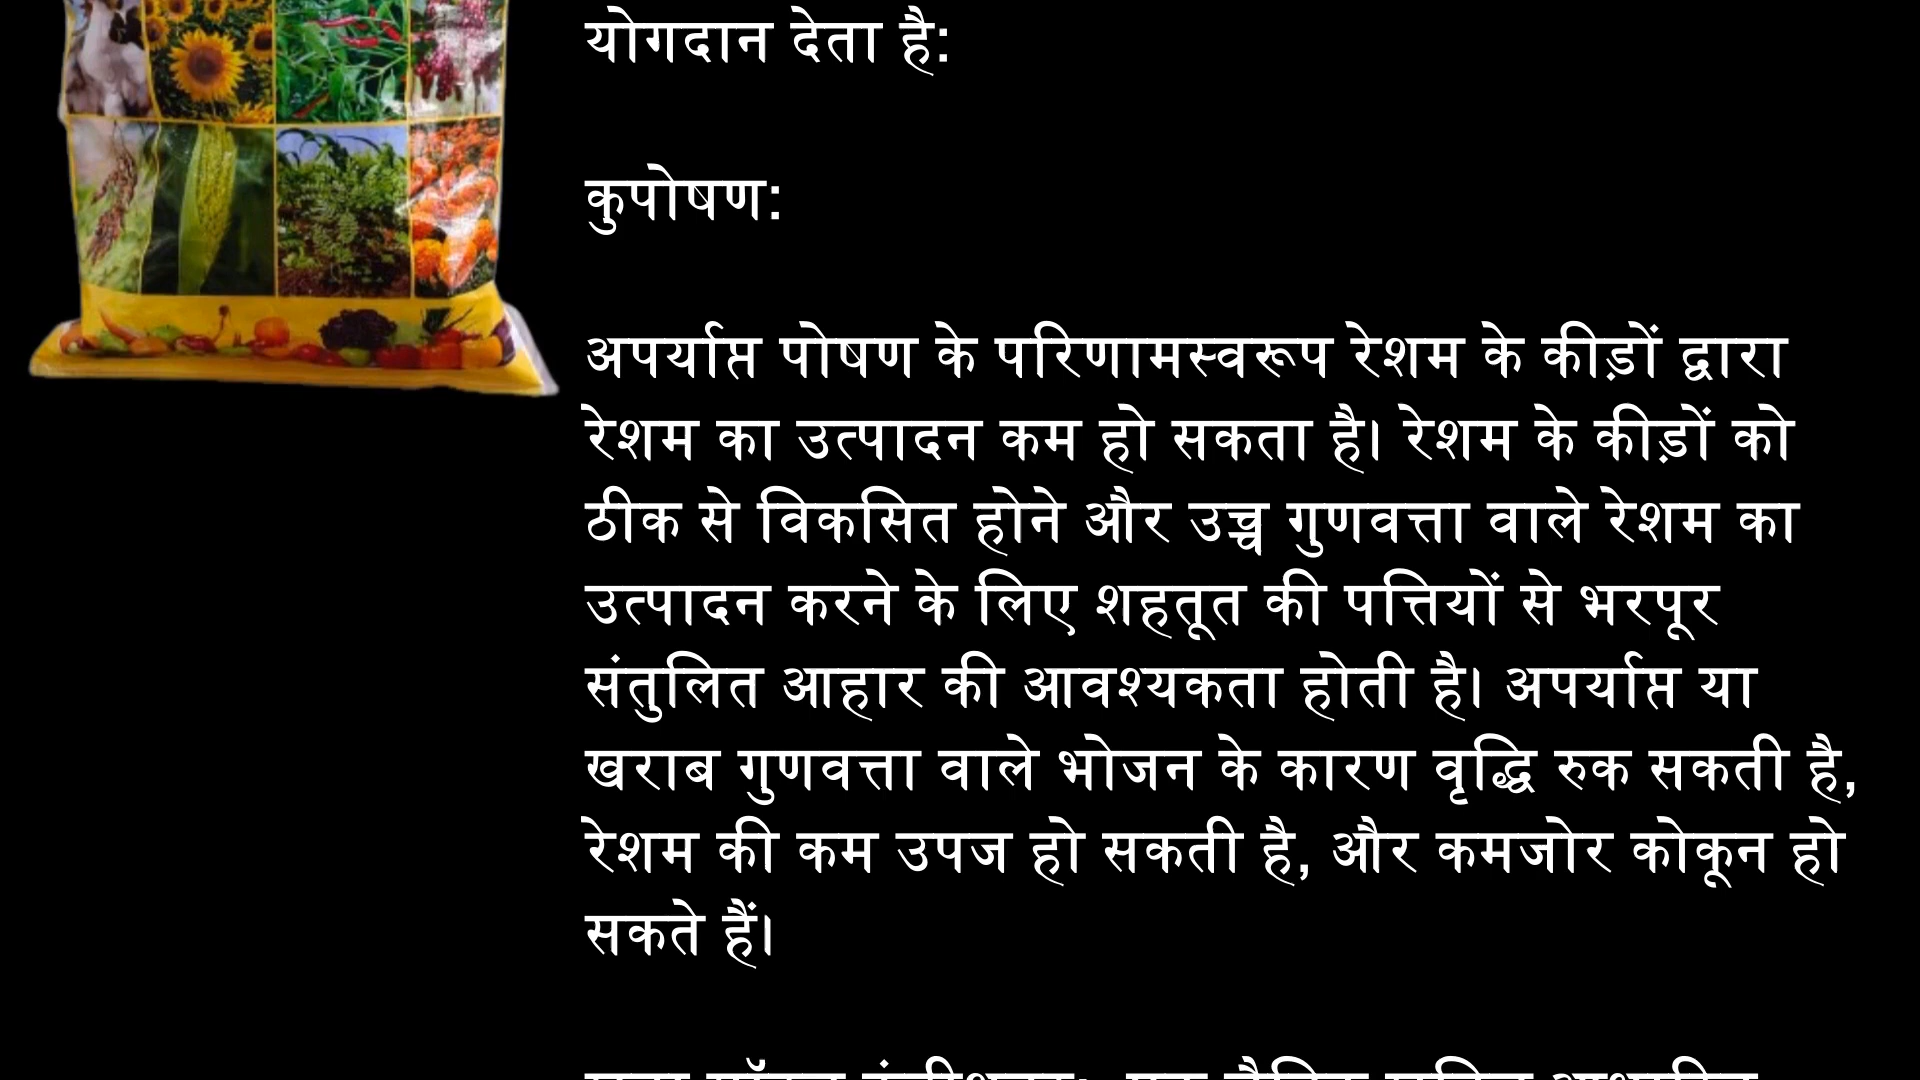 योगदान देता है:
कुपोषण:
अपर्याप्त पोषण के परिणामस्वरूप रेशम के कीड़ों द्वारा
रेशम का उत्पादन कम हो सकता है। रेशम के कीड़ों को
ठीक से विकसित होने और उच्च गुणवत्ता वाले रेशम का
उत्पादन करने के लिए शहतूत की पत्तियों से भरपूर
संतुलित आहार की आवश्यकता होती है। अपर्याप्त या
खराब गुणवत्ता वाले भोजन के कारण वृद्धि रुक सकती है,
रेशम की कम उपज हो सकती है, और कमजोर कोकून हो
सकते हैं।